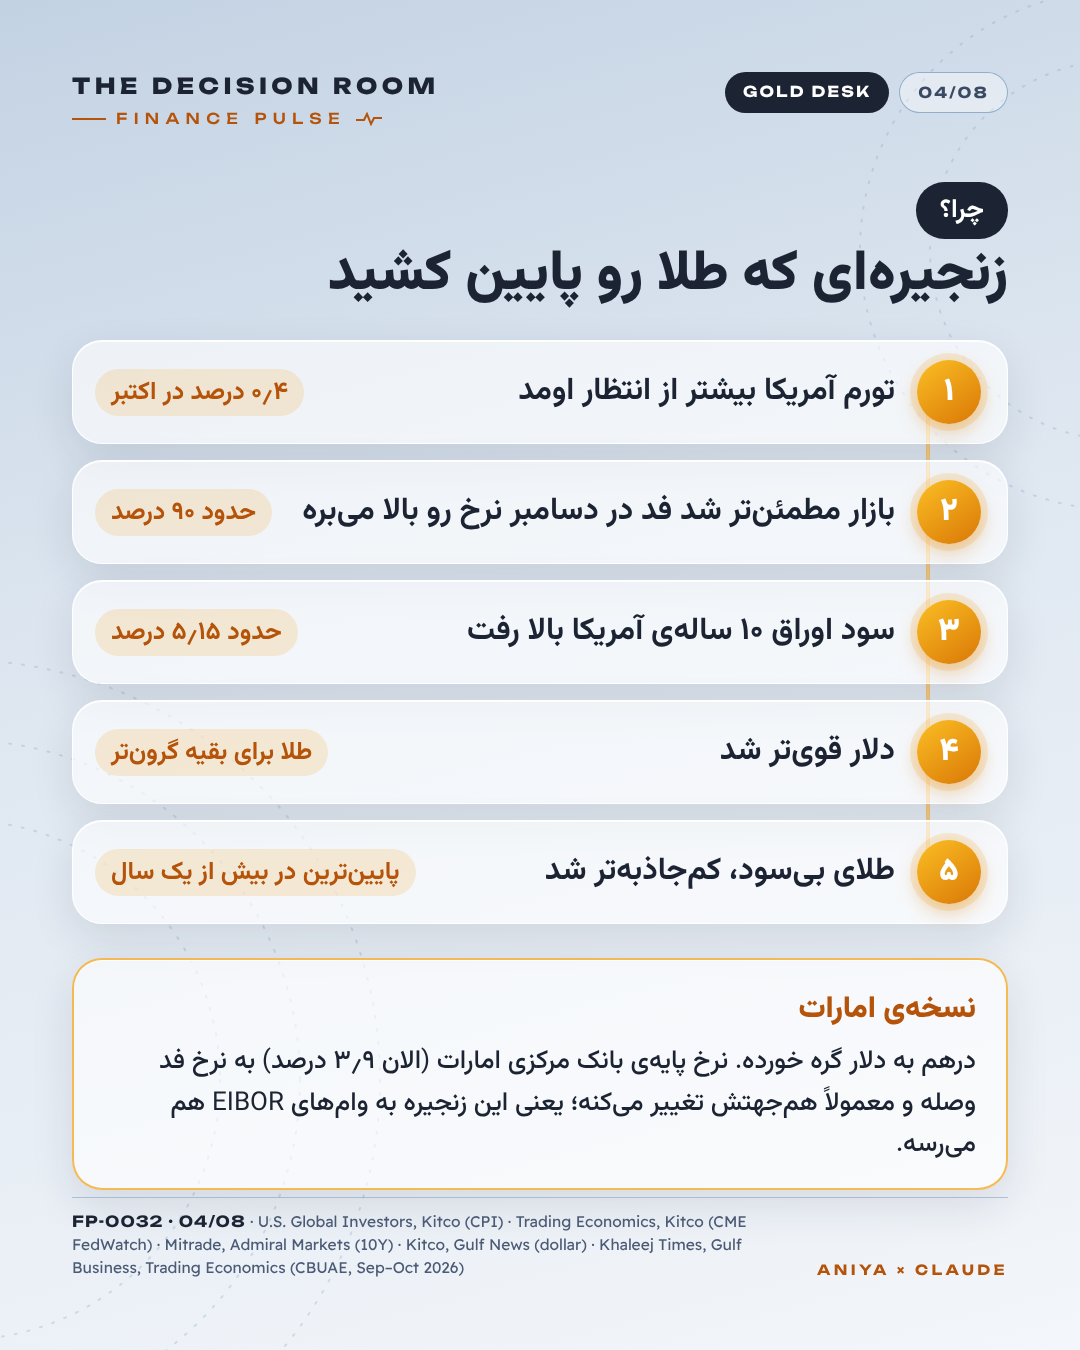 THE DECISION ROOM
FINANCE PULSE
GOLD DESK
04/08
چرا؟
زنجیره‌ای که طلا رو پایین کشید
۱
تورم آمریکا بیشتر از انتظار اومد
۰٫۴ درصد در اکتبر
۲
بازار مطمئن‌تر شد فد در دسامبر نرخ رو بالا می‌بره
حدود ۹۰ درصد
۳
سود اوراق ۱۰ ساله‌ی آمریکا بالا رفت
حدود ۵٫۱۵ درصد
۴
دلار قوی‌تر شد
طلا برای بقیه گرون‌تر
۵
طلای بی‌سود، کم‌جاذبه‌تر شد
پایین‌ترین در بیش از یک سال
نسخه‌ی امارات
درهم به دلار گره خورده. نرخ پایه‌ی بانک مرکزی امارات (الان ۳٫۹ درصد) به نرخ فد
وصله و معمولاً هم‌جهتش تغییر می‌کنه؛ یعنی این زنجیره به وام‌های EIBOR هم
می‌رسه.
FP-0032 · 04/08 · U.S. Global Investors, Kitco (CPI) · Trading Economics, Kitco (CME
FedWatch) · Mitrade, Admiral Markets (10Y) · Kitco, Gulf News (dollar) · Khaleej Times, Gulf
Business, Trading Economics (CBUAE, Sep–Oct 2026)
ANIYA × CLAUDE